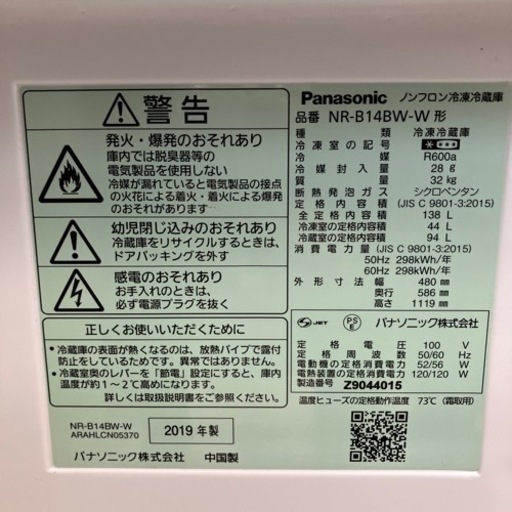 警告
発火・爆発のおそれあり
庫内では脱臭器等の
電気製品を使用しない
冷媒が漏れていると電気製品の接点
の火花による着火・着火による爆発
のおそれあり
幼児閉じ込みのおそれあり
冷蔵庫をリサイクルするときは、
ドアパッキングを外す
感電のおそれあり
お手入れのときは、
必ず電源プラグを抜く
正しくお使いいただくために
・冷蔵庫の表面が熱くなるのは、放熱パイプで露付
防止をしているためです。異常ではありません。
・冷蔵室奥のレバーを「節電」設定にすると、庫内
温度が約1～2℃高めになります。
詳しくは取扱説明書をご覧ください。
NR-B14BW-W
ARAHLCN05370
2019 年製
パナソニック株式会社 中国製
Panasonic ノンフロン冷凍冷蔵庫
品番 NR-B14BW-W 形
種類 冷凍冷蔵庫
冷凍室の記号
冷媒 R600a
冷媒封入量 28 g
質量 32 kg
断熱発泡ガス シクロペンタン
定格内容積 (JIS C 9801-3:2015)
全定格内容積 138 L
冷凍室の定格内容積 44 L
冷蔵室の定格内容積 94 L
消費電力量 (JIS C 9801-3:2015)
50Hz 298kWh/年
60Hz 298kWh/年
外形寸法 幅 480 mm
奥行 586 mm
高さ 1119 mm
S JET PS E パナソニック株式会社
定格電圧 100 V
定格周波数 50/60 Hz
電動機の定格消費電力 52/56 W
電熱装置の定格消費電力 120/120 W
製造番号 Z9044015
温度ヒューズの定格動作温度 73℃ (霜取用)